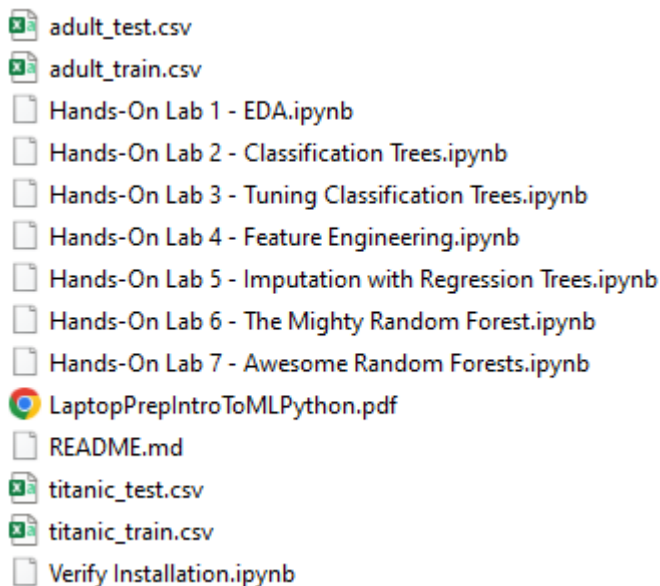 adult_test.csv
adult_train.csv
Hands-On Lab 1 - EDA.ipynb
Hands-On Lab 2 - Classification Trees.ipynb
Hands-On Lab 3 - Tuning Classification Trees.ipynb
Hands-On Lab 4 - Feature Engineering.ipynb
Hands-On Lab 5 - Imputation with Regression Trees.ipynb
Hands-On Lab 6 - The Mighty Random Forest.ipynb
Hands-On Lab 7 - Awesome Random Forests.ipynb
LaptopPrepIntroToMLPython.pdf
README.md
titanic_test.csv
titanic_train.csv
Verify Installation.ipynb